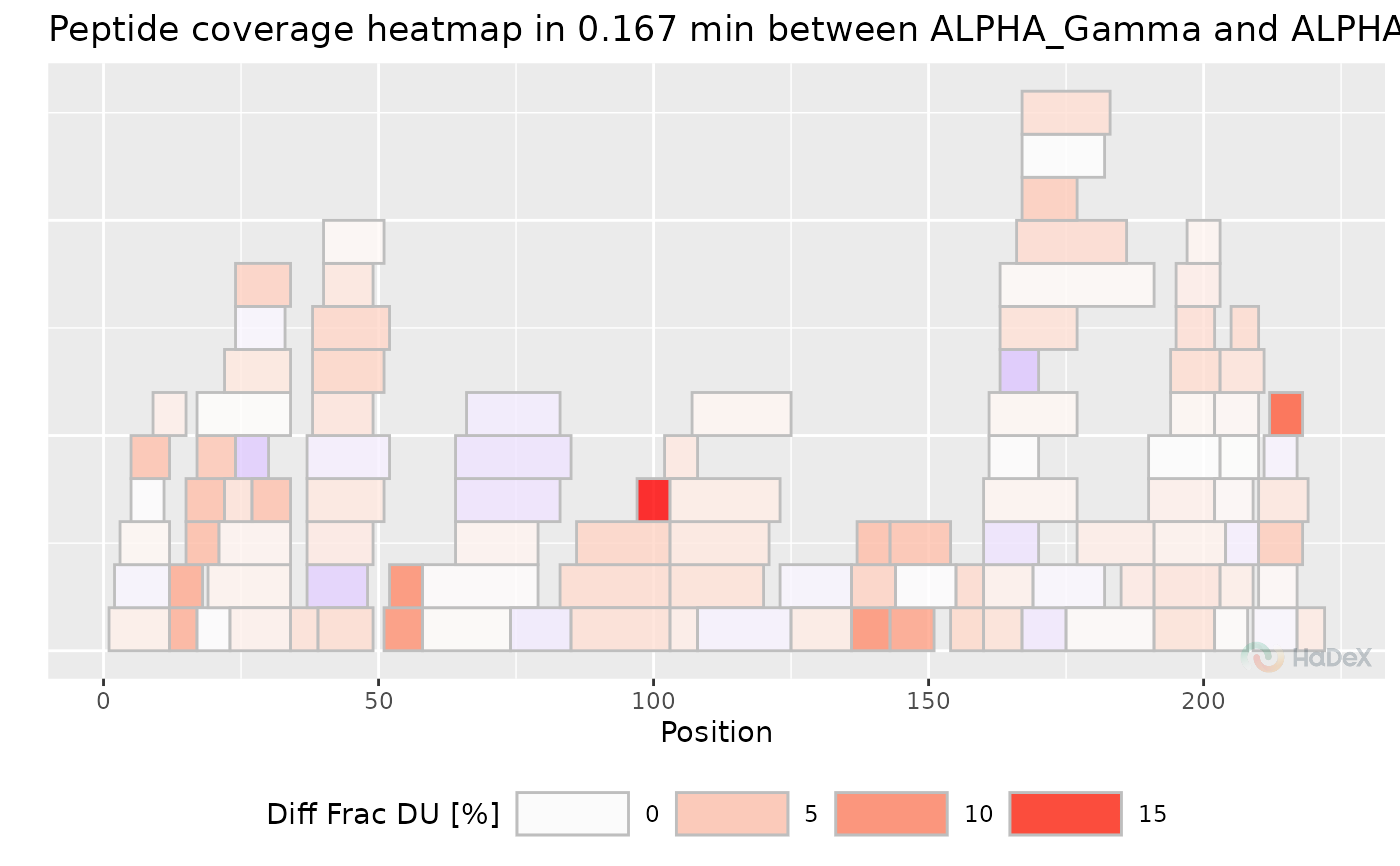 Peptide coverage heatmap in 0.167 min between ALPHA_Gamma and ALPHA
HaDeX
0 50 100 150 200
Position
Diff Frac DU [%] 0 5 10 15